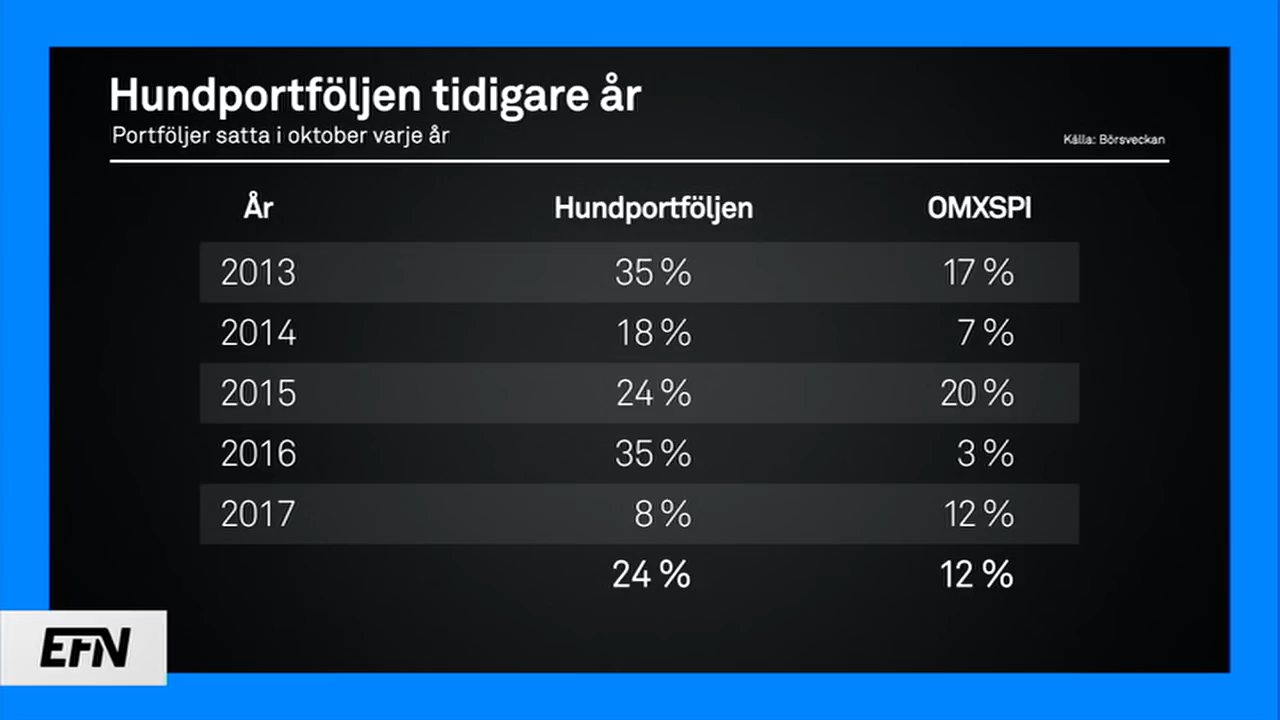 Hundportföljen tidigare år
Portföljer satta i oktober varje år
Källa: Börsveckan
År Hundportföljen OMXSPI
2013 35 % 17 %
2014 18 % 7 %
2015 24 % 20 %
2016 35 % 3 %
2017 8 % 12 %
24 % 12 %
EFN